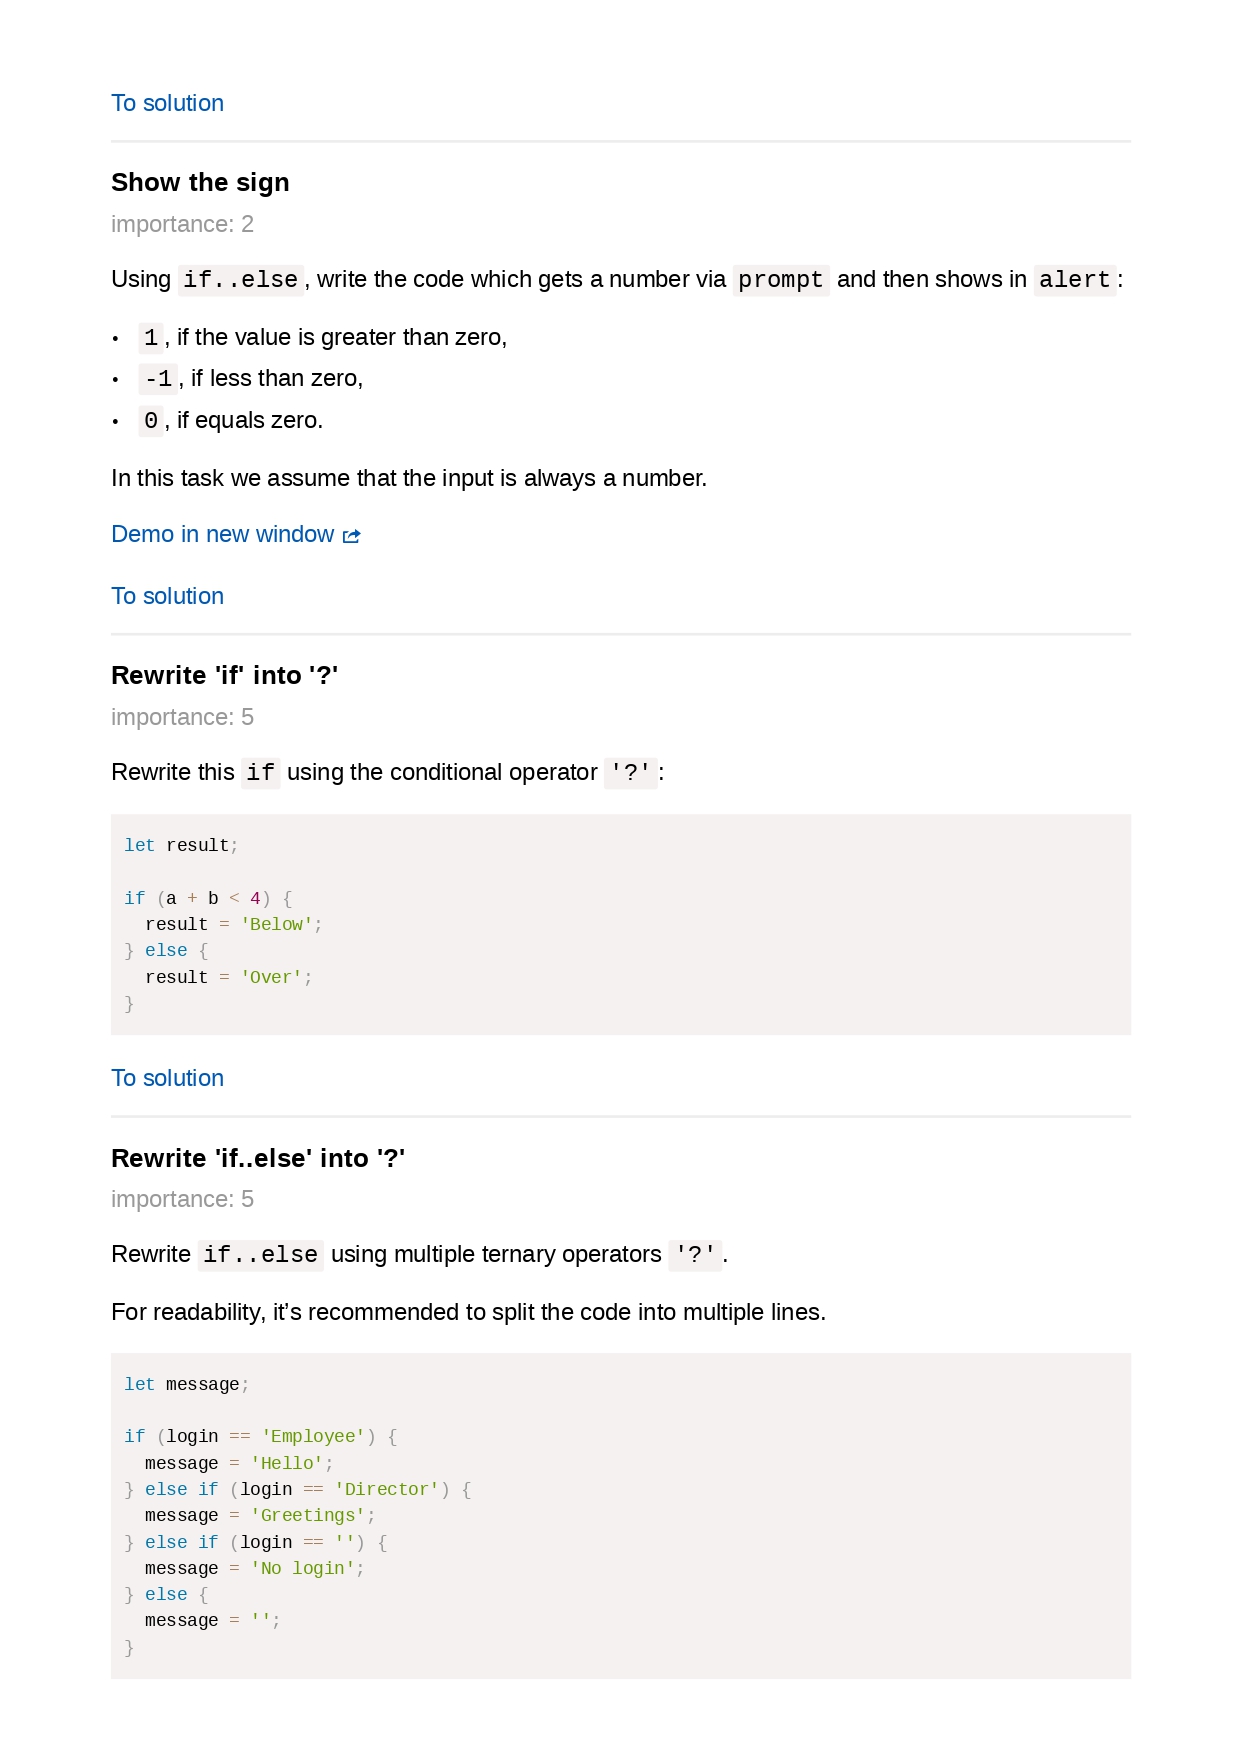 To solution
Show the sign
importance: 2
Using if..else, write the code which gets a number via prompt and then shows in alert:
• 1, if the value is greater than zero,
• -1, if less than zero,
• 0, if equals zero.
In this task we assume that the input is always a number.
Demo in new window
To solution
Rewrite 'if' into '?'
importance: 5
Rewrite this if using the conditional operator '?':
let result;
if (a + b < 4) {
  result = 'Below';
} else {
  result = 'Over';
}
To solution
Rewrite 'if..else' into '?'
importance: 5
Rewrite if..else using multiple ternary operators '?'.
For readability, it’s recommended to split the code into multiple lines.
let message;
if (login == 'Employee') {
  message = 'Hello';
} else if (login == 'Director') {
  message = 'Greetings';
} else if (login == '') {
  message = 'No login';
} else {
  message = '';
}